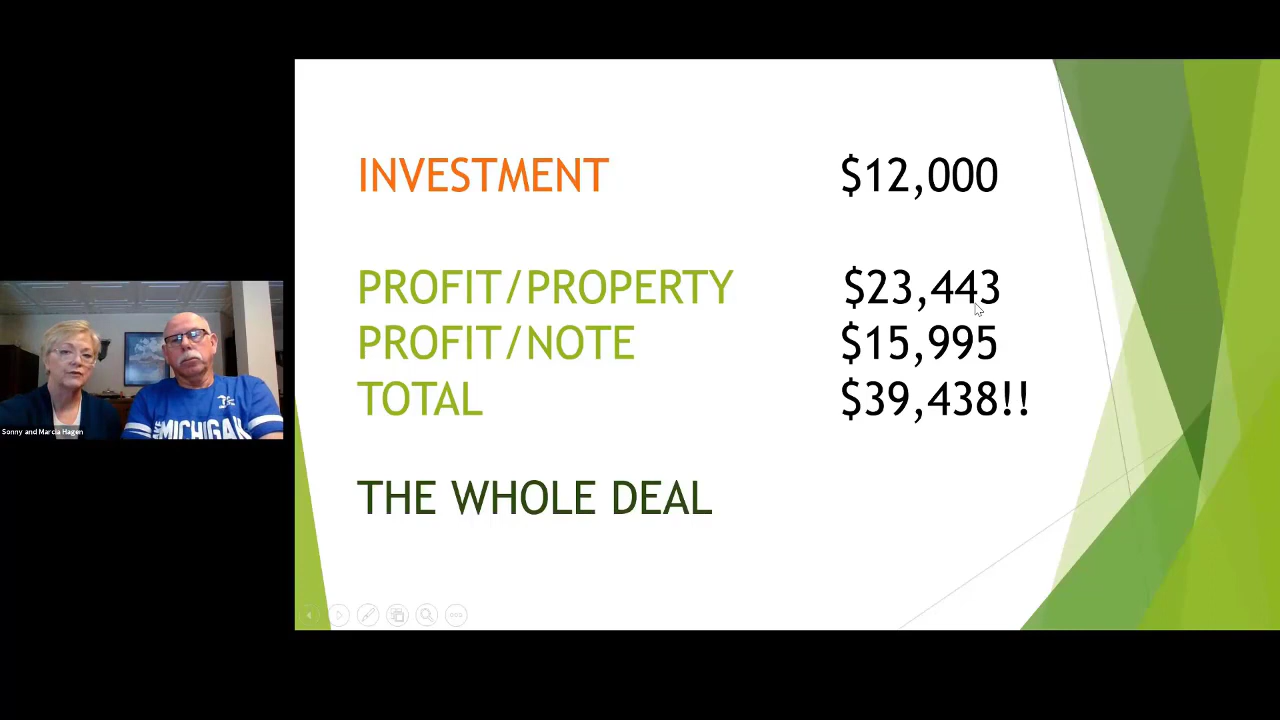 INVESTMENT $12,000
PROFIT/PROPERTY $23,443
PROFIT/NOTE $15,995
TOTAL $39,438!!
THE WHOLE DEAL
MICHIGAN
Sonny and Marcia Hagen